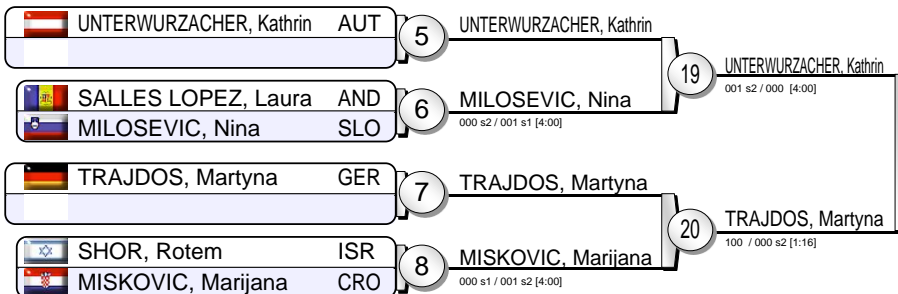 UNTERWURZACHER, Kathrin AUT
5
UNTERWURZACHER, Kathrin
19
UNTERWURZACHER, Kathrin
001 s2 / 000 [4:00]
SALLES LOPEZ, Laura AND
MILOSEVIC, Nina SLO
6
MILOSEVIC, Nina
000 s2 / 001 s1 [4:00]
TRAJDOS, Martyna GER
7
TRAJDOS, Martyna
20
TRAJDOS, Martyna
100 / 000 s2 [1:16]
SHOR, Rotem ISR
MISKOVIC, Marijana CRO
8
MISKOVIC, Marijana
000 s1 / 001 s2 [4:00]